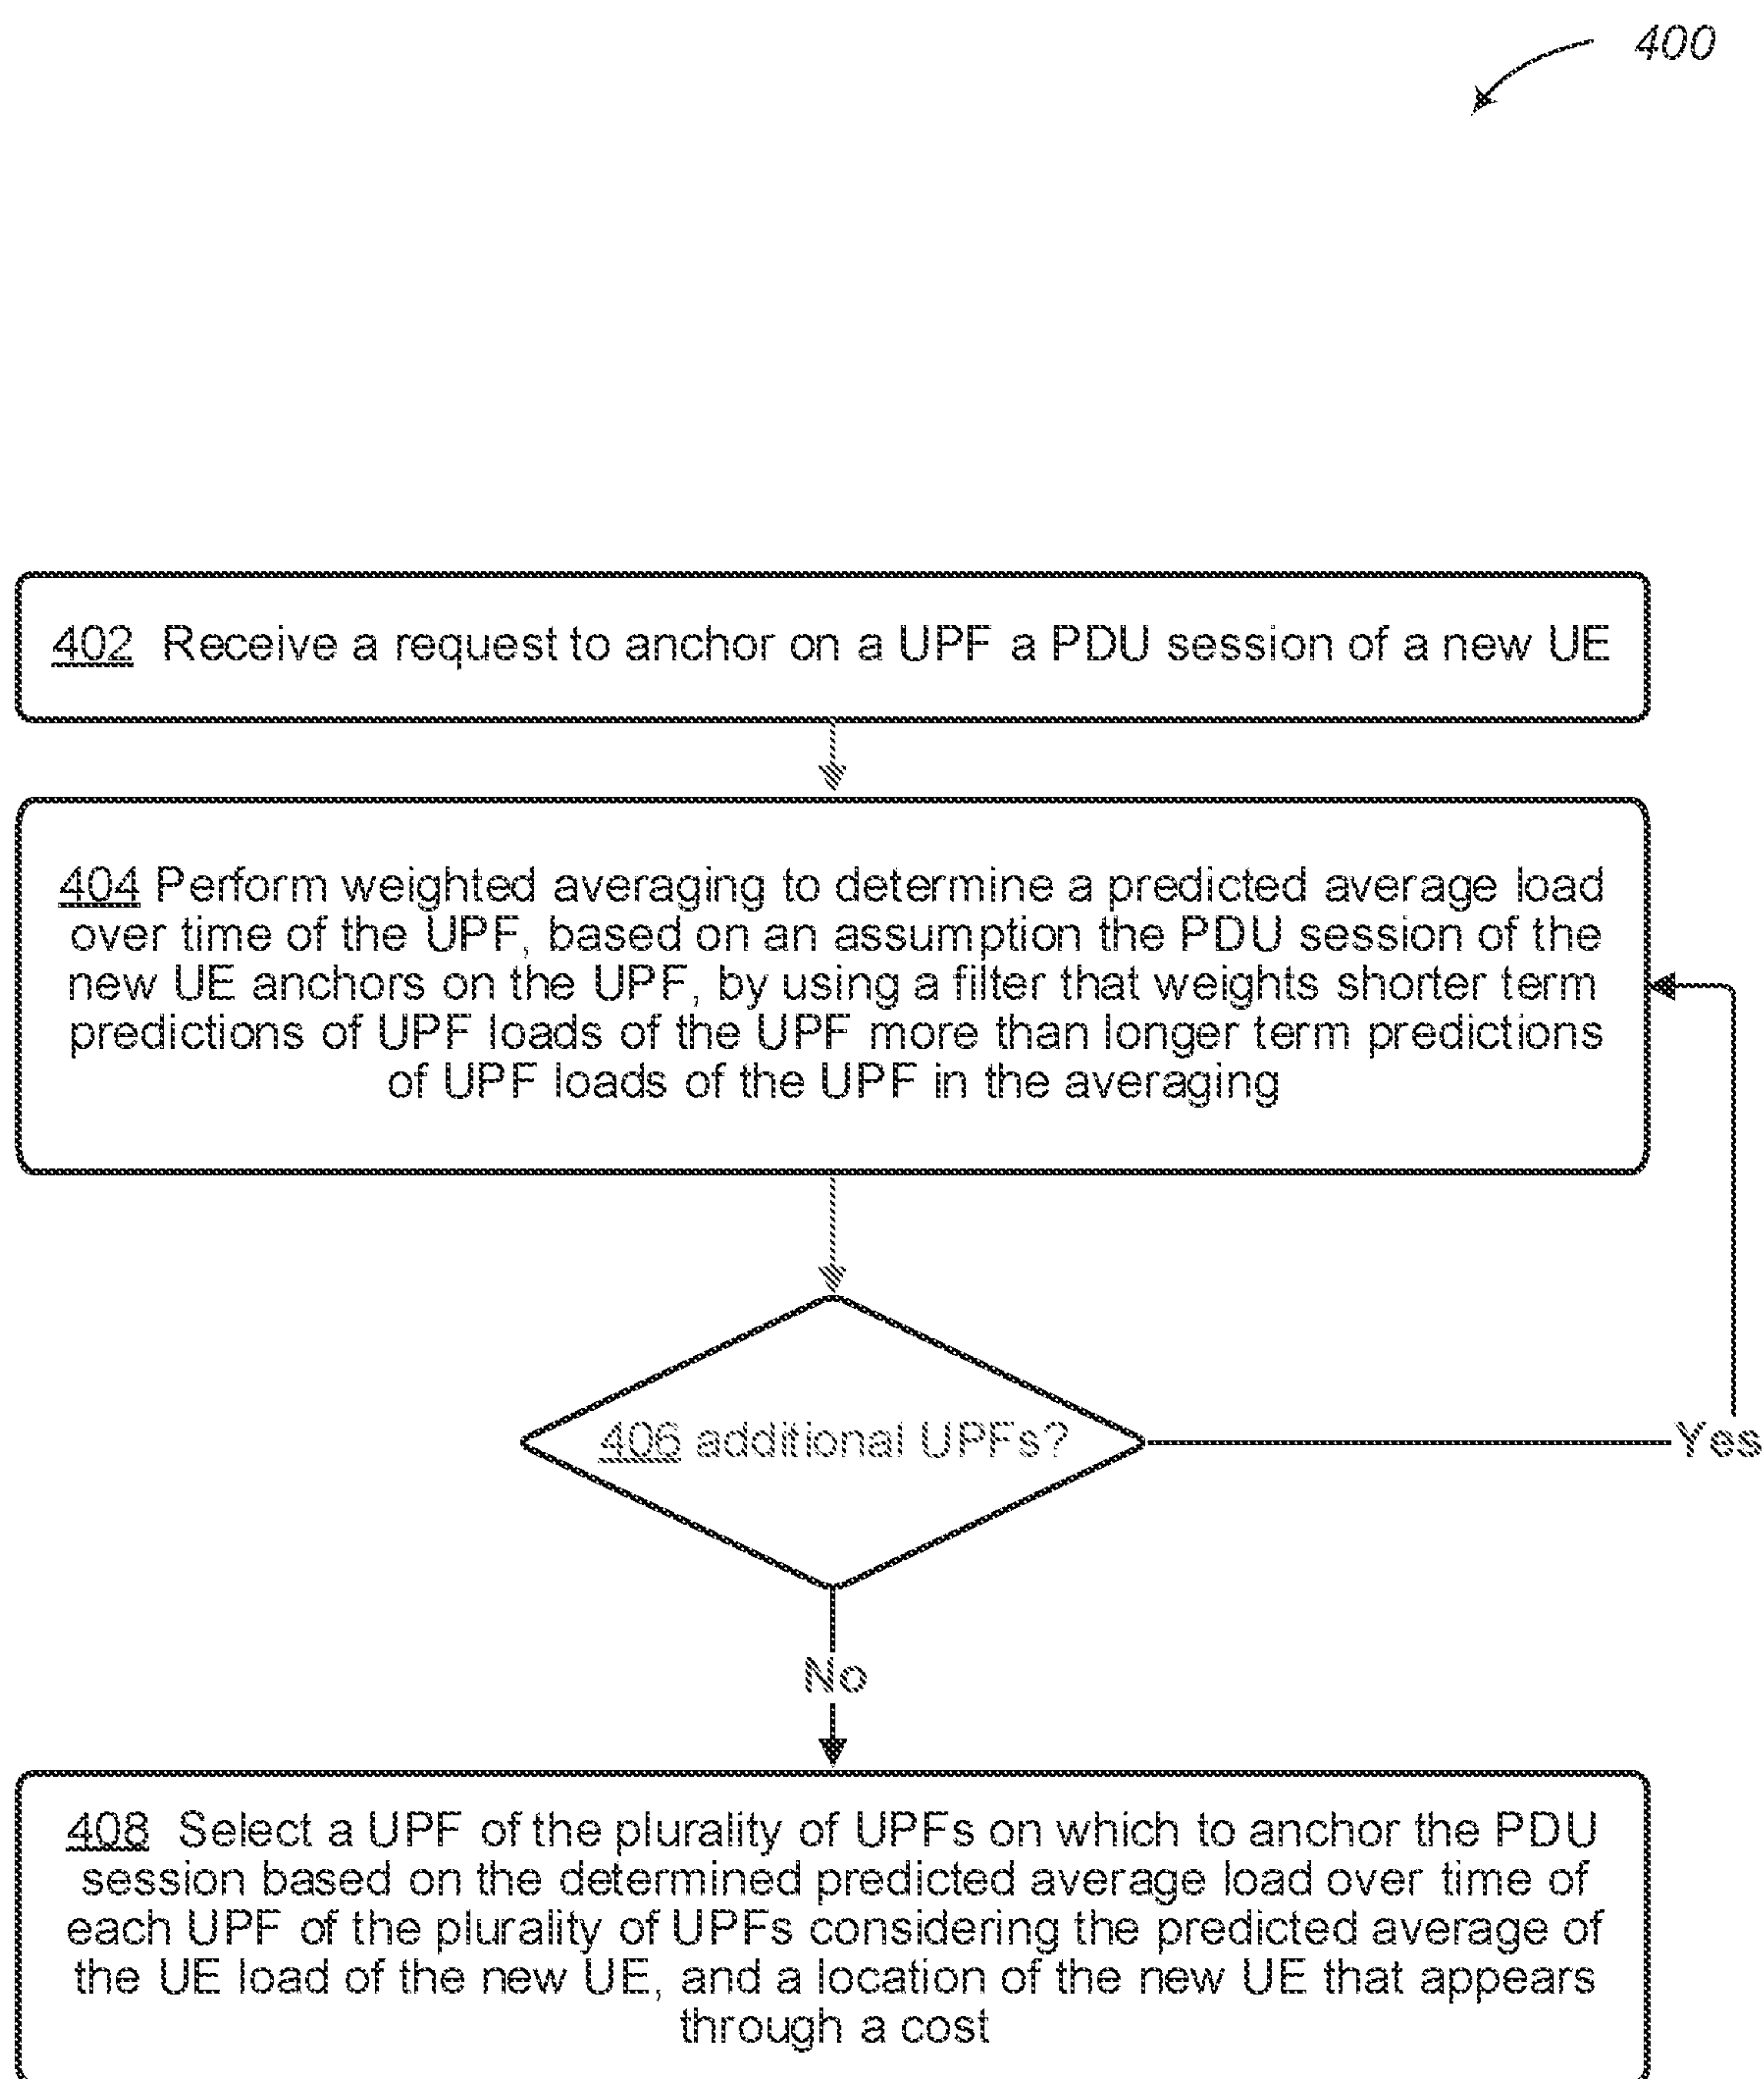 400
402 Receive a request to anchor on a UPF a PDU session of a new UE
404 Perform weighted averaging to determine a predicted average load
over time of the UPF, based on an assumption the PDU session of the
new UE anchors on the UPF, by using a filter that weights shorter term
predictions of UPF loads of the UPF more than longer term predictions
of UPF loads of the UPF in the averaging
406 additional UPFs?
Yes
No
408 Select a UPF of the plurality of UPFs on which to anchor the PDU
session based on the determined predicted average load over time of
each UPF of the plurality of UPFs considering the predicted average of
the UE load of the new UE, and a location of the new UE that appears
through a cost